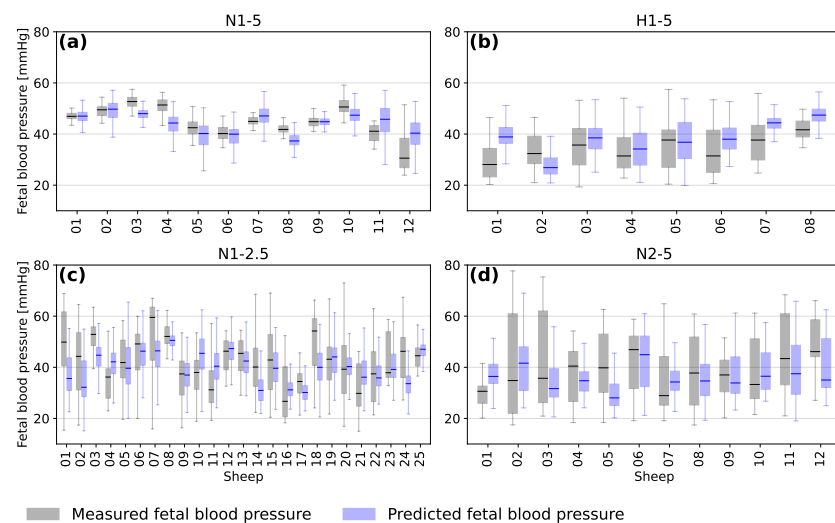 N1-5
H1-5
(a)
(b)
Fetal blood pressure [mmHg]
80
60
40
20
80
60
40
20
01 02 03 04 05 06 07 08 09 10 11 12
01 02 03 04 05 06 07 08
N1-2.5
N2-5
(c)
(d)
Fetal blood pressure [mmHg]
80
60
40
20
80
60
40
20
01 02 03 04 05 06 07 08 09 10 11 12 13 14 15 16 17 18 19 20 21 22 23 24 25
01 02 03 04 05 06 07 08 09 10 11 12
Sheep
Sheep
Measured fetal blood pressure
Predicted fetal blood pressure